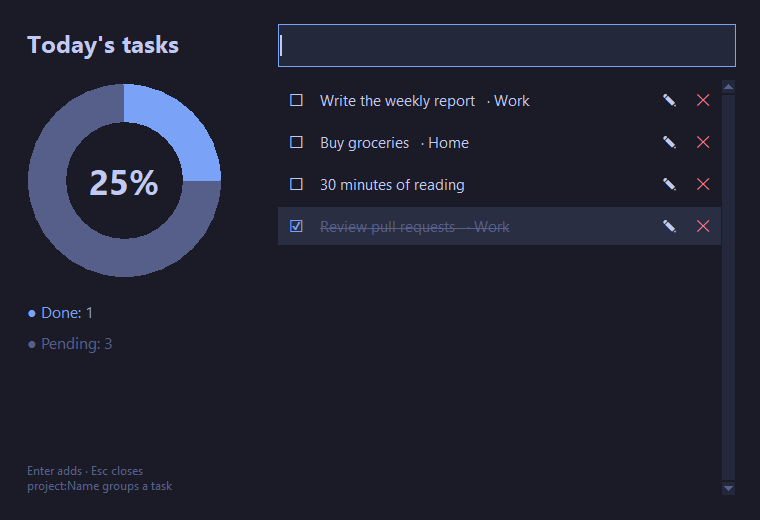 Today's tasks
25%
● Done: 1
● Pending: 3
Enter adds · Esc closes
project:Name groups a task
☐ Write the weekly report · Work
☐ Buy groceries · Home
☐ 30 minutes of reading
☑ Review pull requests · Work